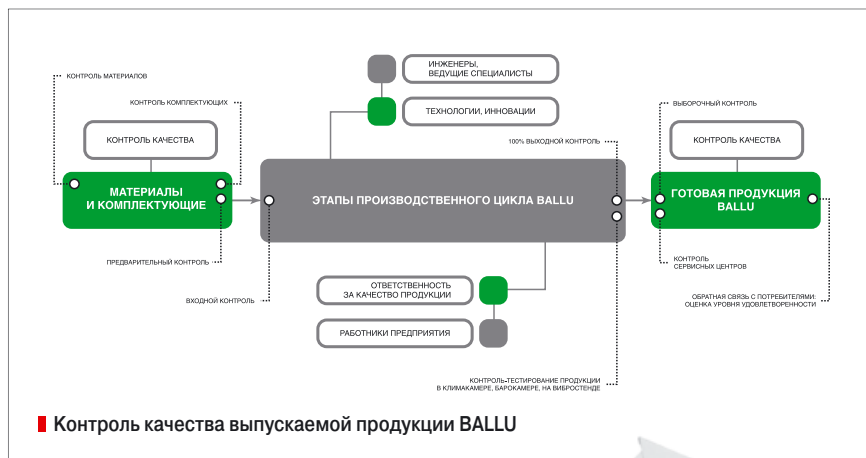 ИНЖЕНЕРЫ,
ВЕДУЩИЕ СПЕЦИАЛИСТЫ
КОНТРОЛЬ МАТЕРИАЛОВ
КОНТРОЛЬ КОМПЛЕКТУЮЩИХ
ТЕХНОЛОГИИ, ИННОВАЦИИ
ВЫБОРОЧНЫЙ КОНТРОЛЬ
КОНТРОЛЬ КАЧЕСТВА
100% ВЫХОДНОЙ КОНТРОЛЬ
КОНТРОЛЬ КАЧЕСТВА
МАТЕРИАЛЫ
И КОМПЛЕКТУЮЩИЕ
ЭТАПЫ ПРОИЗВОДСТВЕННОГО ЦИКЛА BALLU
ГОТОВАЯ ПРОДУКЦИЯ
BALLU
ПРЕДВАРИТЕЛЬНЫЙ КОНТРОЛЬ
КОНТРОЛЬ
СЕРВИСНЫХ ЦЕНТРОВ
ВХОДНОЙ КОНТРОЛЬ
ОТВЕТСТВЕННОСТЬ
ЗА КАЧЕСТВО ПРОДУКЦИИ
ОБРАТНАЯ СВЯЗЬ С ПОТРЕБИТЕЛЯМИ:
ОЦЕНКА УРОВНЯ УДОВЛЕТВОРЕННОСТИ
РАБОТНИКИ ПРЕДПРИЯТИЯ
КОНТРОЛЬ-ТЕСТИРОВАНИЕ ПРОДУКЦИИ
В КЛИМАКАМЕРЕ, БАРОКАМЕРЕ, НА ВИБРОСТЕНДЕ
Контроль качества выпускаемой продукции BALLU